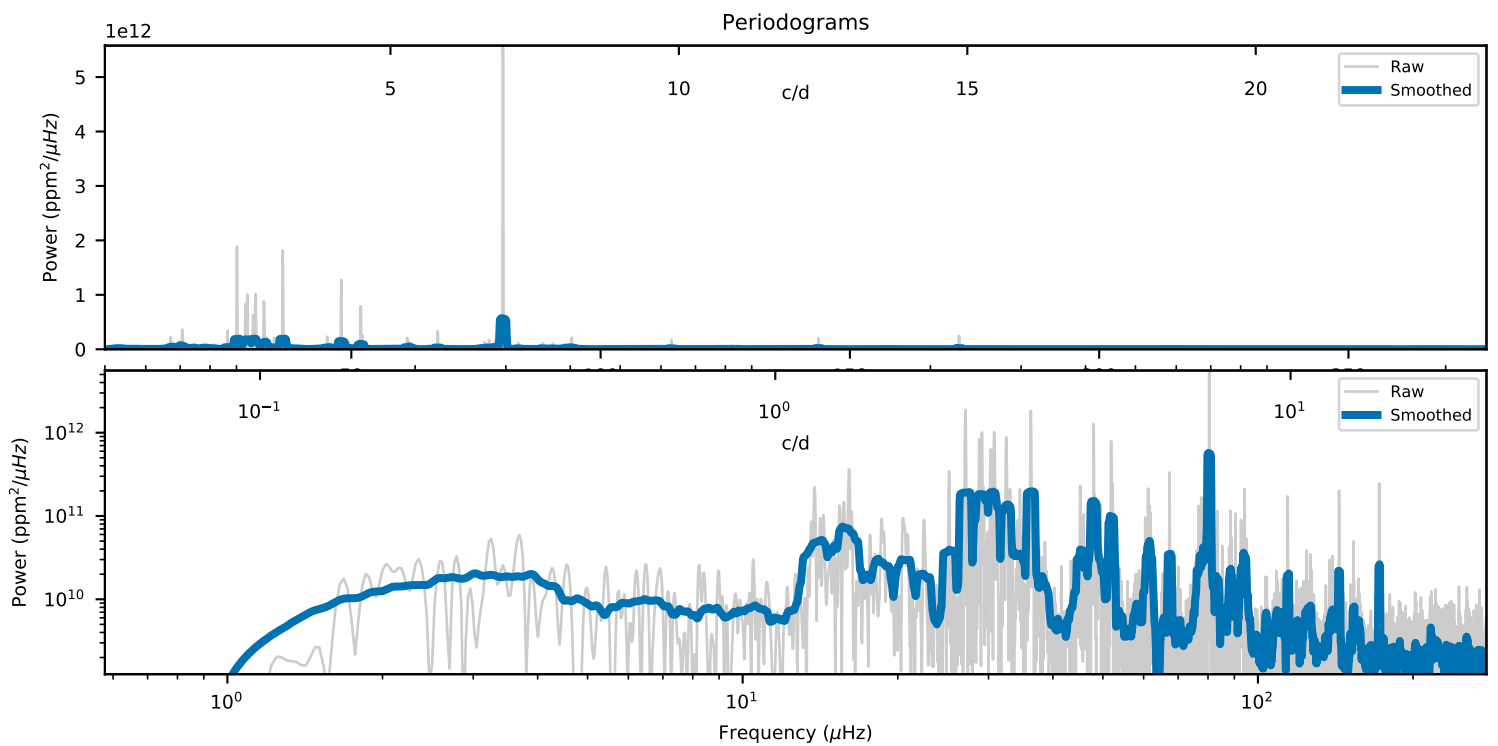 Periodograms
1e12
5 10 15 20
c/d
Raw
Smoothed
5
4
3
2
1
0
Power (ppm²/μHz)
10⁻¹ 10⁰ 10¹
c/d
Raw
Smoothed
10¹²
10¹¹
10¹⁰
Power (ppm²/μHz)
10⁰ 10¹ 10²
Frequency (μHz)